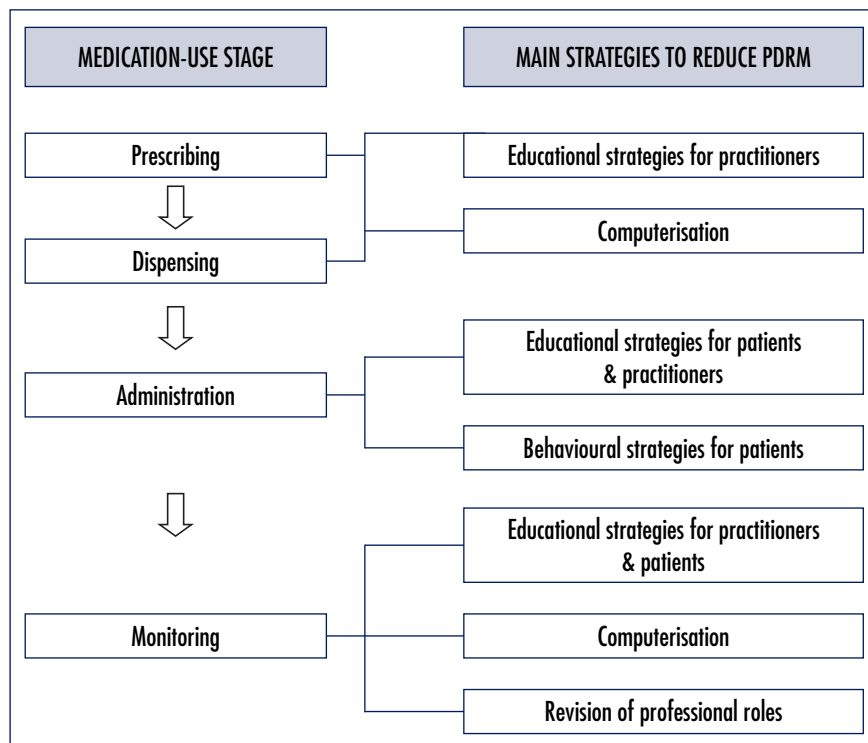 MEDICATION-USE STAGE
MAIN STRATEGIES TO REDUCE PDRM
Prescribing
Educational strategies for practitioners
Computerisation
Dispensing
Educational strategies for patients
& practitioners
Administration
Behavioural strategies for patients
Educational strategies for practitioners
& patients
Monitoring
Computerisation
Revision of professional roles